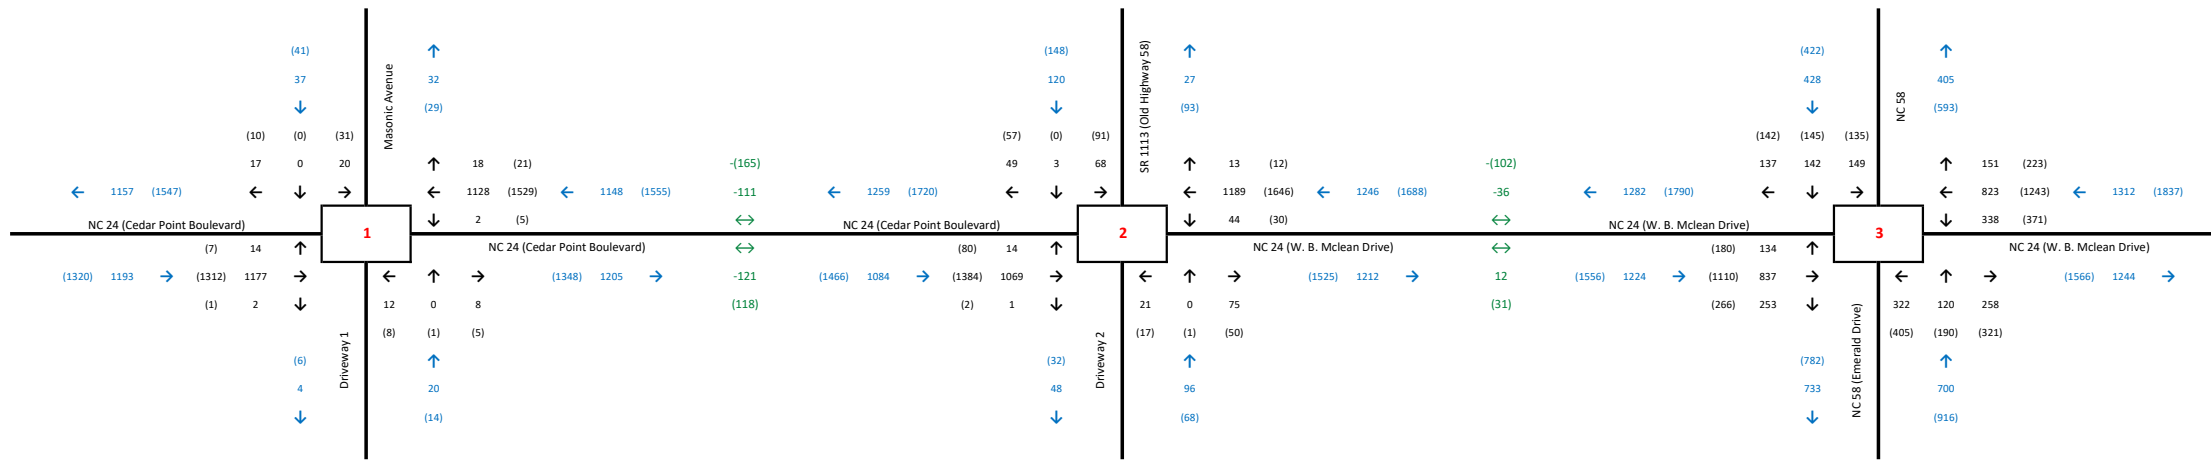 (41) (148) (422)
37 32 120 27 428 405
(29) (93) (593)
Masonic Avenue
SR 1113 (Old Highway 58)
NC 58
(10) (0) (31) (57) (0) (91) (142) (145) (135)
17 0 20 18 (21) -(165) 49 3 68 13 (12) -(102) 137 142 149 151 (223)
1157 (1547) 1128 (1529) 1148 (1555) -111 1259 (1720) 1189 (1646) 1246 (1688) -36 1282 (1790) 823 (1243) 1312 (1837)
2 (5) 44 (30) 338 (371)
NC 24 (Cedar Point Boulevard) NC 24 (Cedar Point Boulevard) NC 24 (W. B. Mclean Drive)
1 2 3
NC 24 (Cedar Point Boulevard) NC 24 (W. B. Mclean Drive) NC 24 (W. B. Mclean Drive)
(7) 14 (80) 14 (180) 134
(1320) 1193 (1312) 1177 (1348) 1205 -121 (1466) 1084 (1384) 1069 (1525) 1212 12 (1556) 1224 (1110) 837 (1566) 1244
(1) 2 12 0 8 (118) (2) 1 21 0 75 (31) (266) 253 322 120 258
(8) (1) (5) (17) (1) (50) (405) (190) (321)
Driveway 1
Driveway 2
NC 58 (Emerald Drive)
(6) (32) (782)
4 20 48 96 733 700
(14) (68) (916)